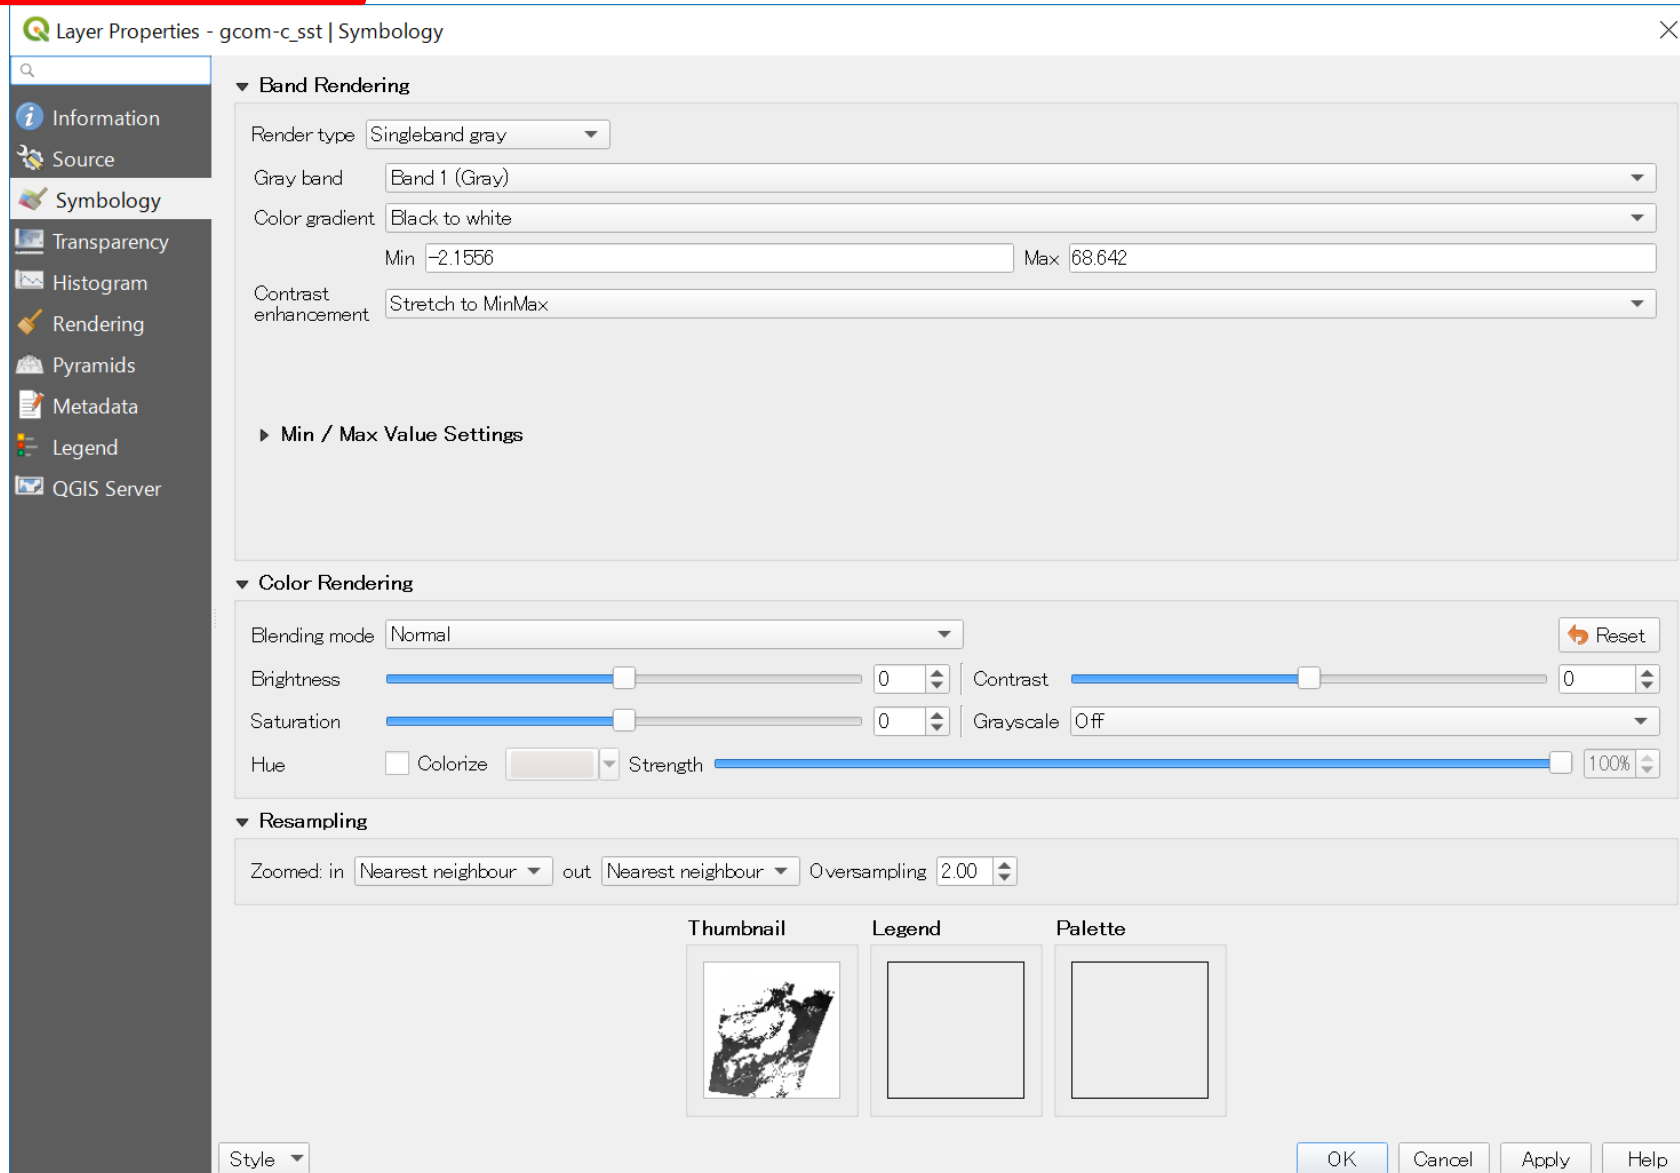 Layer Properties - gcom-c_sst | Symbology
Information
Source
Symbology
Transparency
Histogram
Rendering
Pyramids
Metadata
Legend
QGIS Server
Band Rendering
Render type Singleband gray
Gray band Band 1 (Gray)
Color gradient Black to white
Min -2.1556 Max 68.642
Contrast enhancement Stretch to MinMax
Min / Max Value Settings
Color Rendering
Blending mode Normal Reset
Brightness 0 Contrast 0
Saturation 0 Grayscale Off
Hue Colorize Strength 100%
Resampling
Zoomed: in Nearest neighbour out Nearest neighbour Oversampling 2.00
Thumbnail Legend Palette
Style OK Cancel Apply Help